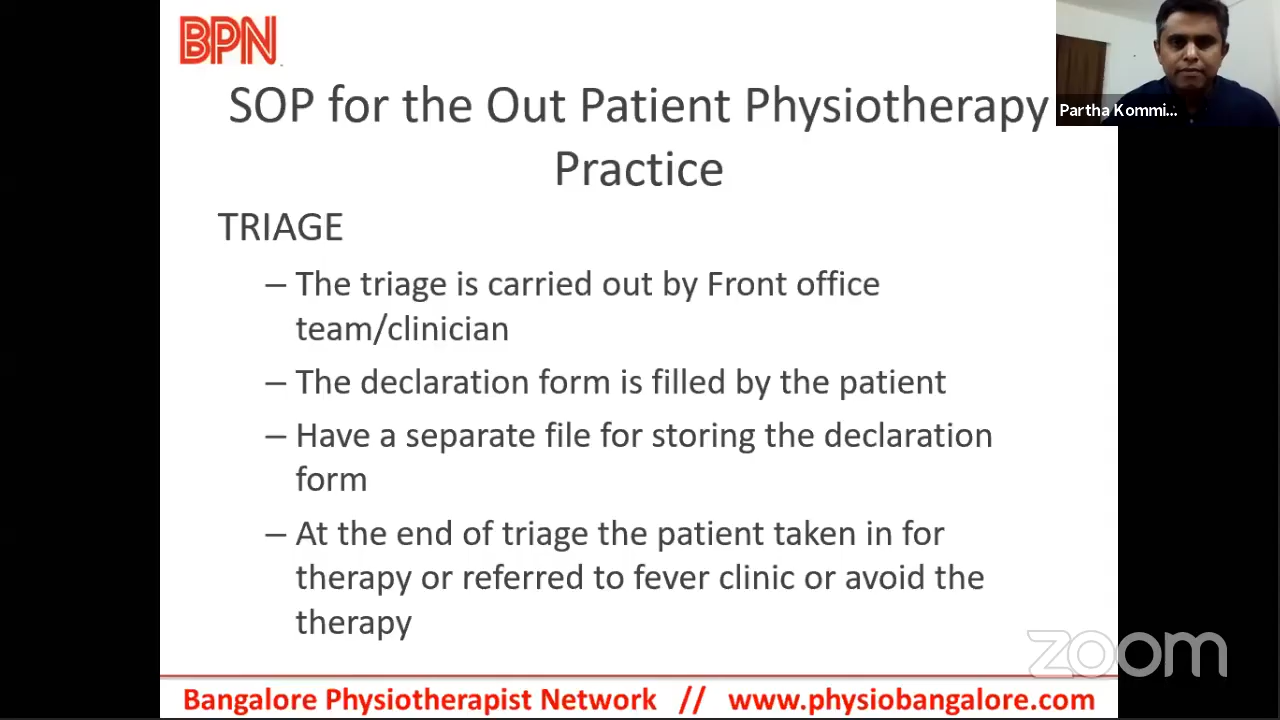 BPN
SOP for the Out Patient Physiotherapy
Practice
Partha Kommi...
TRIAGE
– The triage is carried out by Front office
team/clinician
– The declaration form is filled by the patient
– Have a separate file for storing the declaration
form
– At the end of triage the patient taken in for
therapy or referred to fever clinic or avoid the
therapy
zoom
Bangalore Physiotherapist Network // www.physiobangalore.com